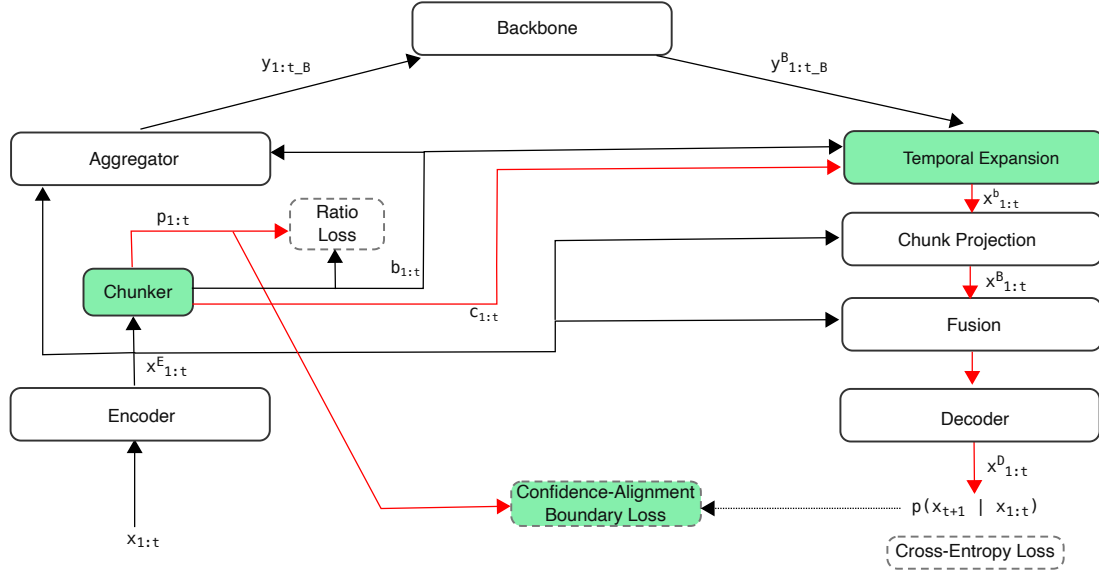 Backbone
y1:t_B
yB1:t_B
Aggregator
Temporal Expansion
xb1:t
p1:t
Ratio
Loss
Chunk Projection
b1:t
Chunker
xB1:t
c1:t
Fusion
xE1:t
Encoder
Decoder
xD1:t
Confidence-Alignment
Boundary Loss
p(xt+1 | x1:t)
x1:t
Cross-Entropy Loss